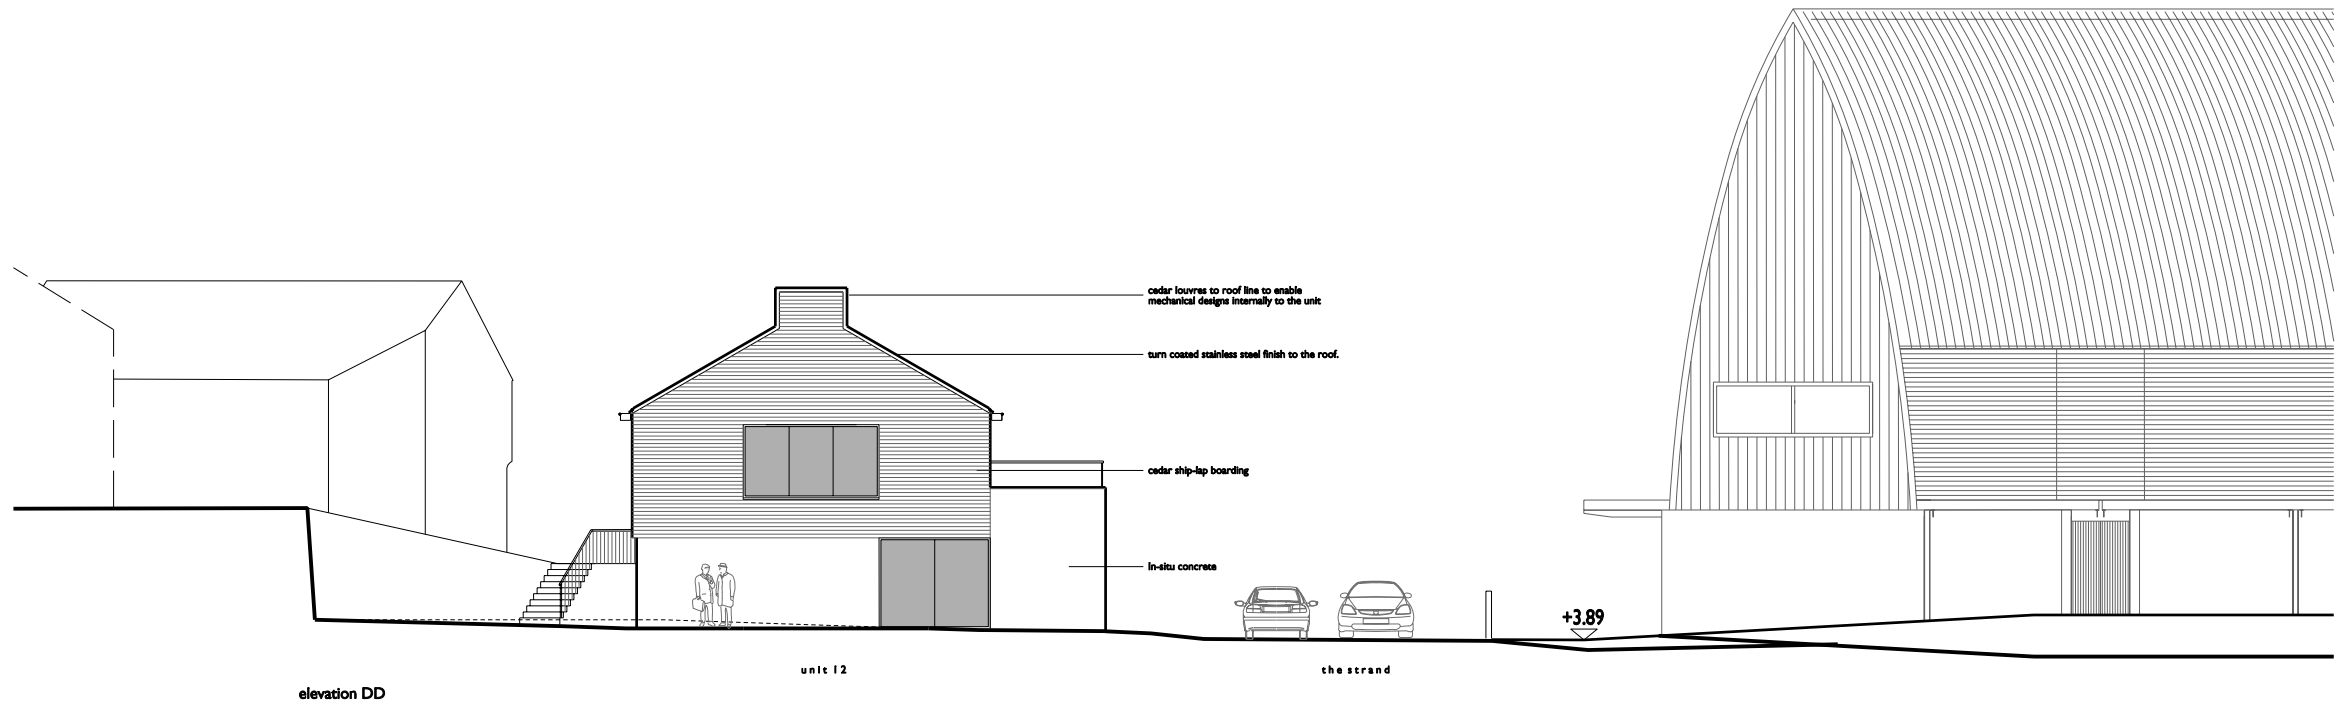 cedar louvres to roof line to enable
mechanical designs internally to the unit
turn coated stainless steel finish to the roof.
cedar ship-lap boarding
in-situ concrete
+3.89
unit 12
the strand
elevation DD